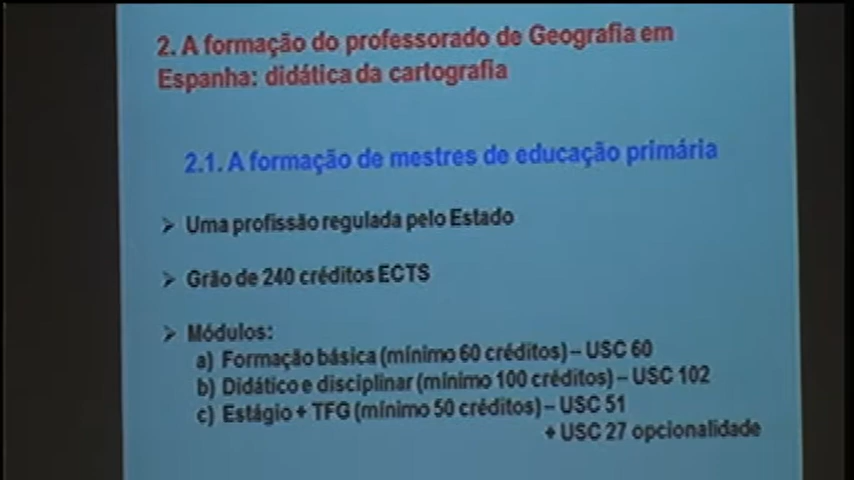 2. A formação do professorado de Geografia em
Espanha: didática da cartografia
2.1. A formação de mestres de educação primária
➢ Uma profissão regulada pelo Estado
➢ Grão de 240 créditos ECTS
➢ Módulos:
a) Formação básica (mínimo 60 créditos) – USC 60
b) Didático e disciplinar (mínimo 100 créditos) – USC 102
c) Estágio + TFG (mínimo 50 créditos) – USC 51
+ USC 27 opcionalidade